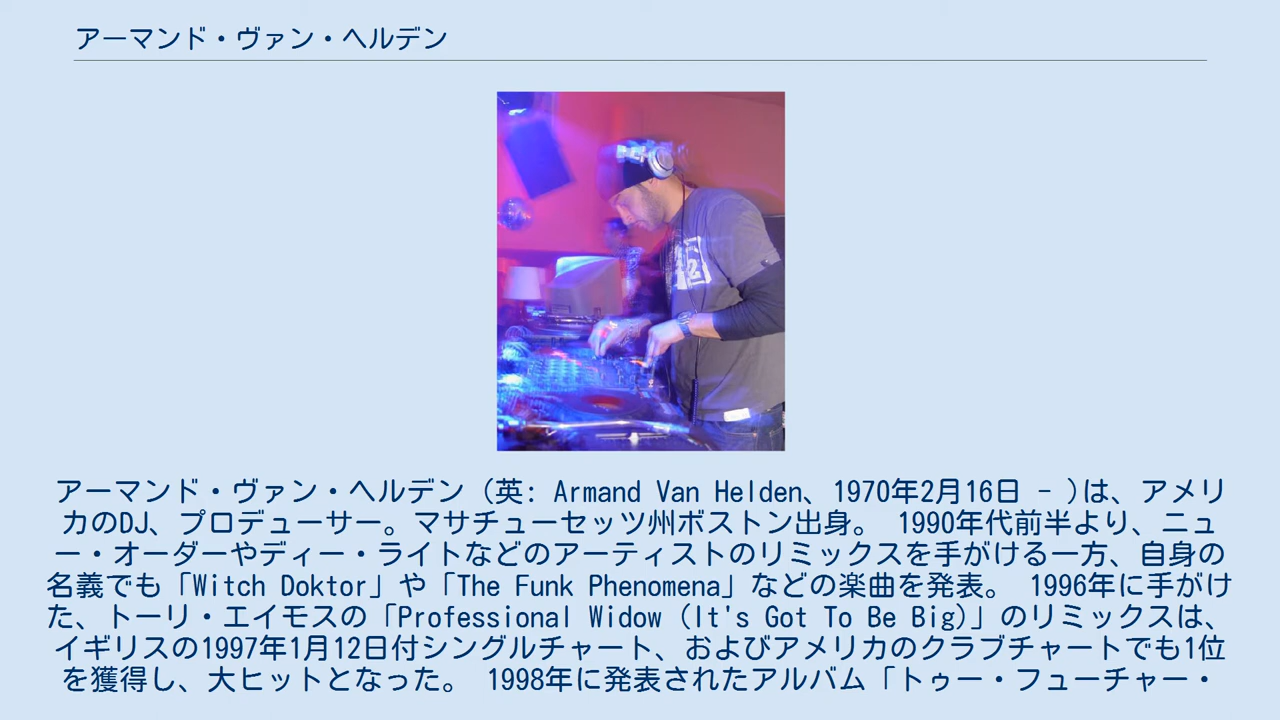 アーマンド・ヴァン・ヘルデン
アーマンド・ヴァン・ヘルデン（英: Armand Van Helden、1970年2月16日 - )は、アメリ
カのDJ、プロデューサー。マサチューセッツ州ボストン出身。 1990年代前半より、ニュ
ー・オーダーやディー・ライトなどのアーティストのリミックスを手がける一方、自身の
名義でも「Witch Doktor」や「The Funk Phenomena」などの楽曲を発表。 1996年に手がけ
た、トーリ・エイモスの「Professional Widow (It's Got To Be Big)」のリミックスは、
イギリスの1997年1月12日付シングルチャート、およびアメリカのクラブチャートでも1位
を獲得し、大ヒットとなった。 1998年に発表されたアルバム「トゥー・フューチャー・